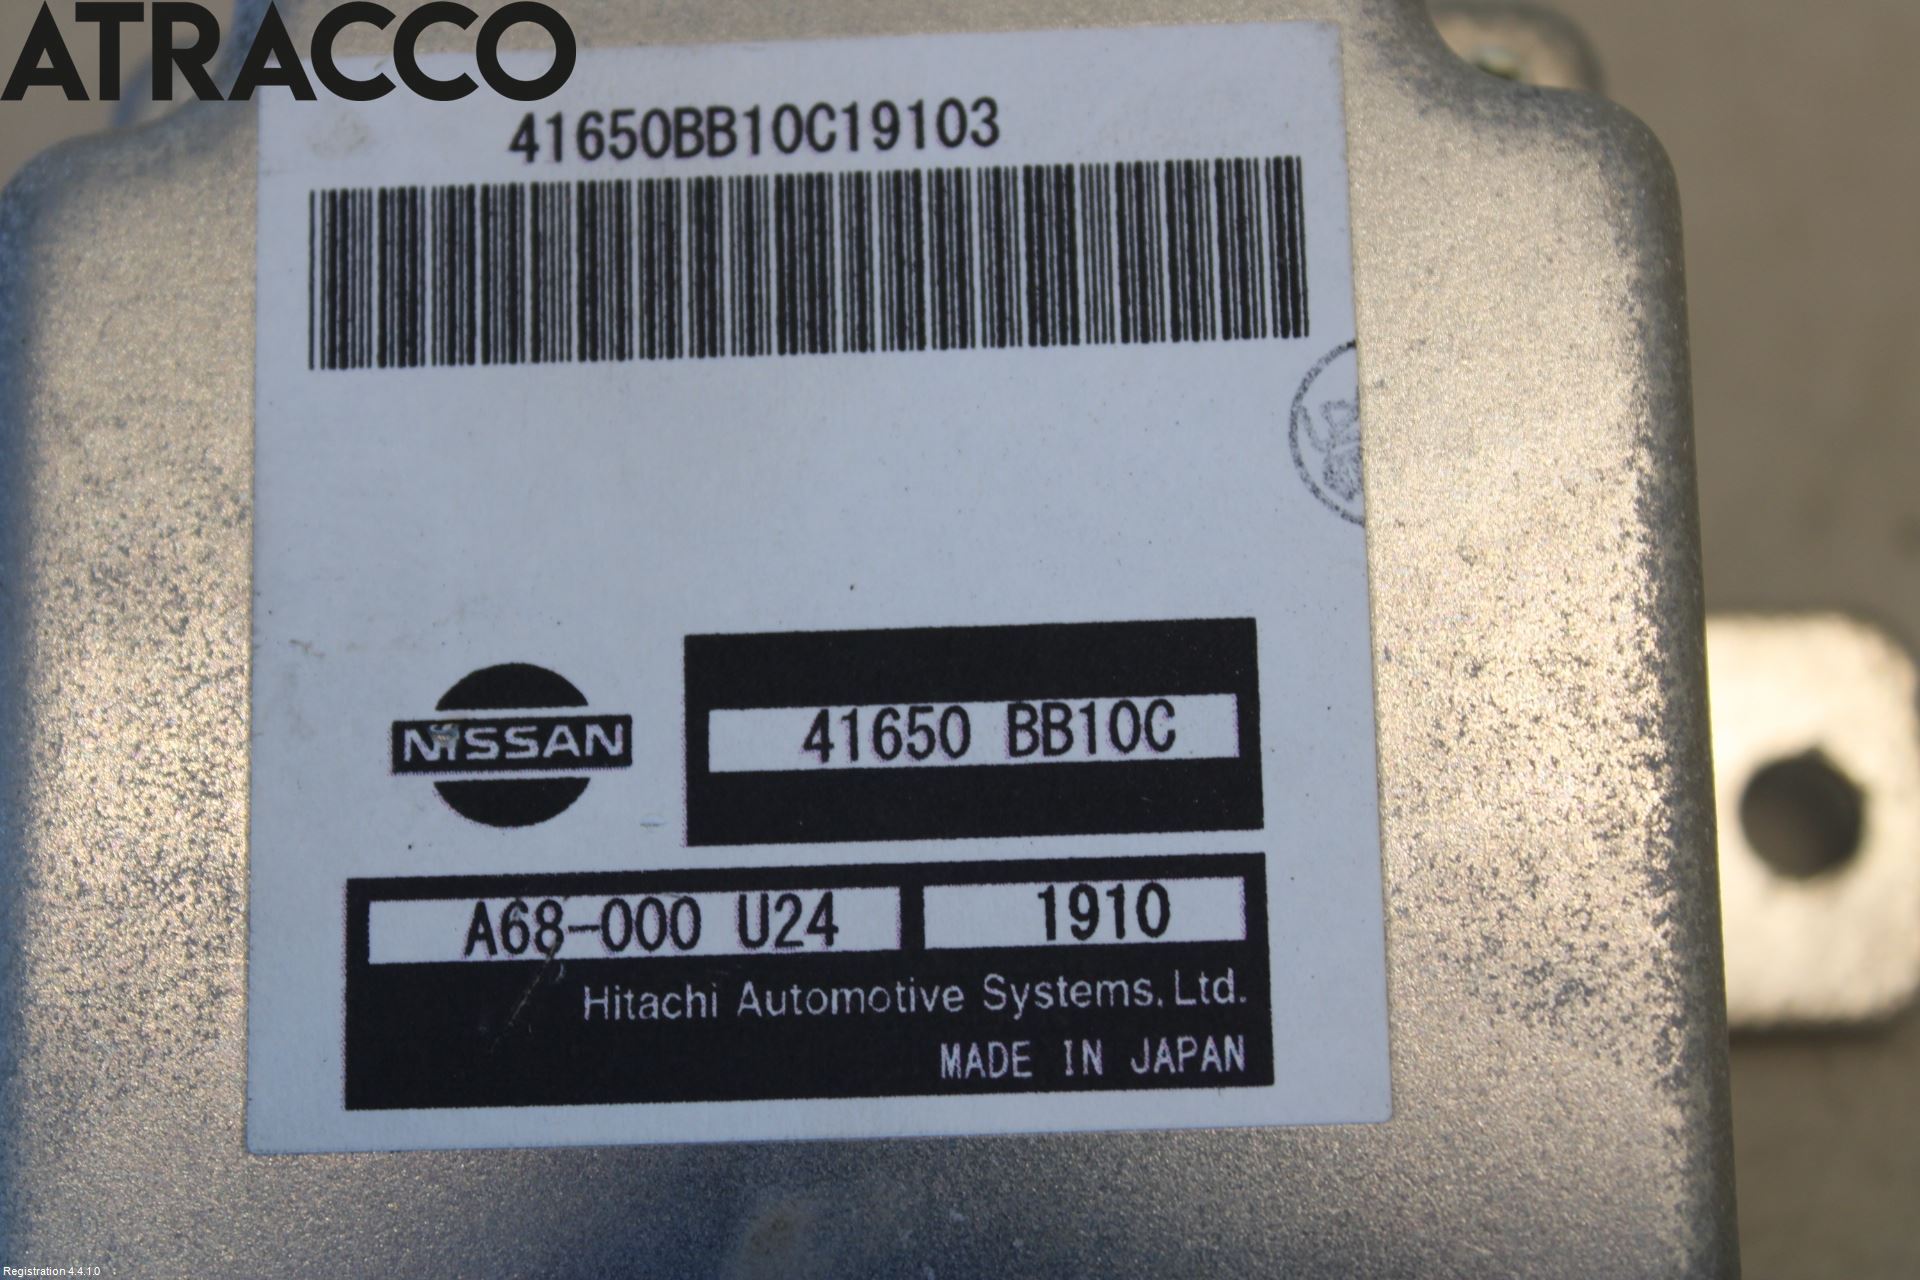 ATRACCO
41650BB10C19103
NISSAN
41650 BB10C
A68-000 U24
1910
Hitachi Automotive Systems, Ltd.
MADE IN JAPAN
Registration 4.4.1.0